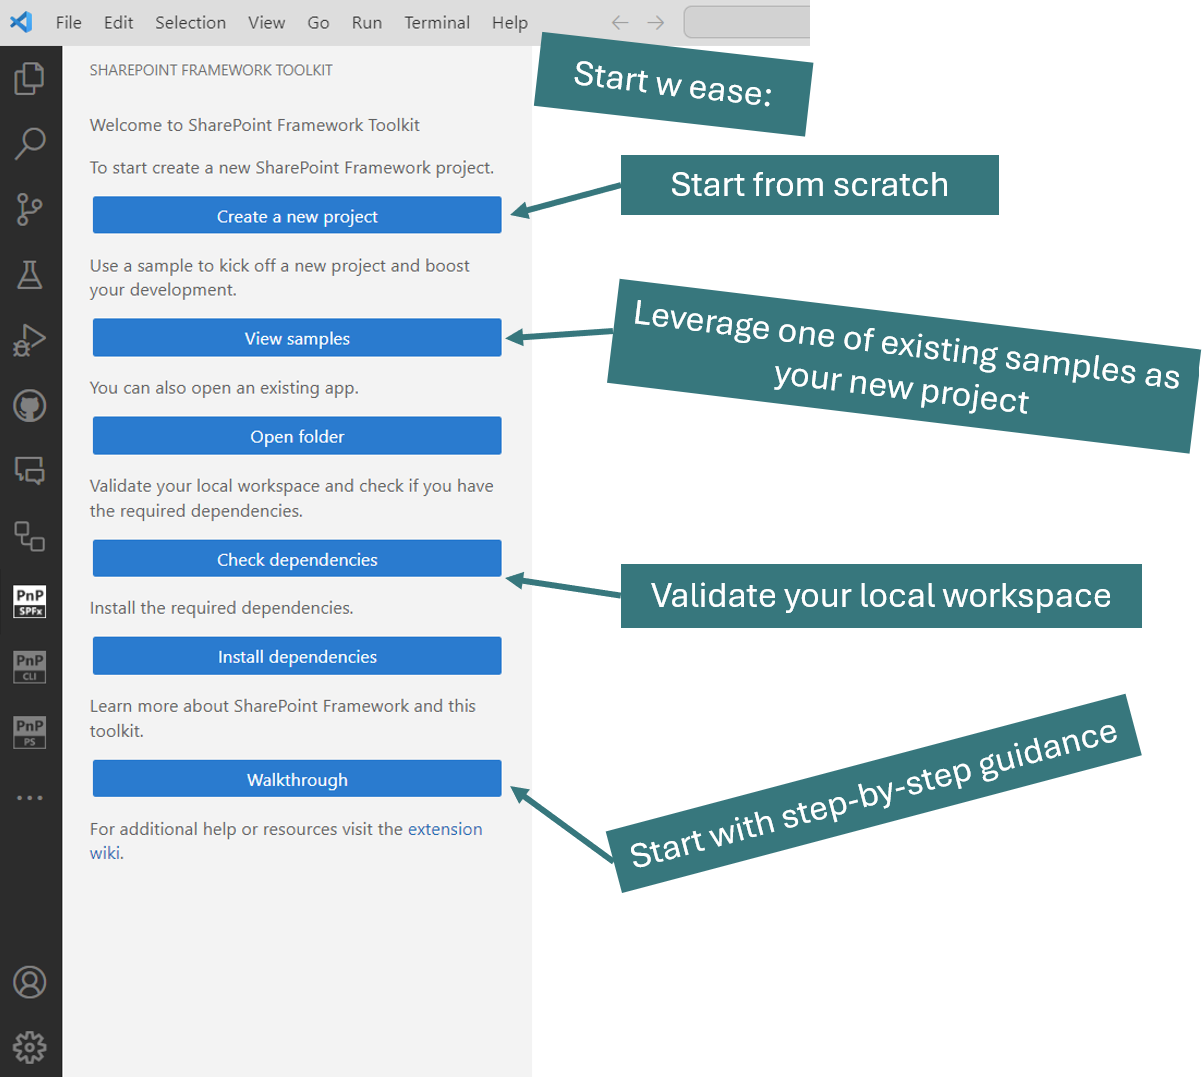 File Edit Selection View Go Run Terminal Help
SHAREPOINT FRAMEWORK TOOLKIT
Start w ease:
Welcome to SharePoint Framework Toolkit
To start create a new SharePoint Framework project.
Create a new project
Start from scratch
Use a sample to kick off a new project and boost
your development.
View samples
Leverage one of existing samples as
your new project
You can also open an existing app.
Open folder
Validate your local workspace and check if you have
the required dependencies.
Check dependencies
Validate your local workspace
PnP
SPFx
Install the required dependencies.
Install dependencies
PnP
CLI
Learn more about SharePoint Framework and this
toolkit.
PnP
PS
Walkthrough
Start with step-by-step guidance
For additional help or resources visit the extension
wiki.